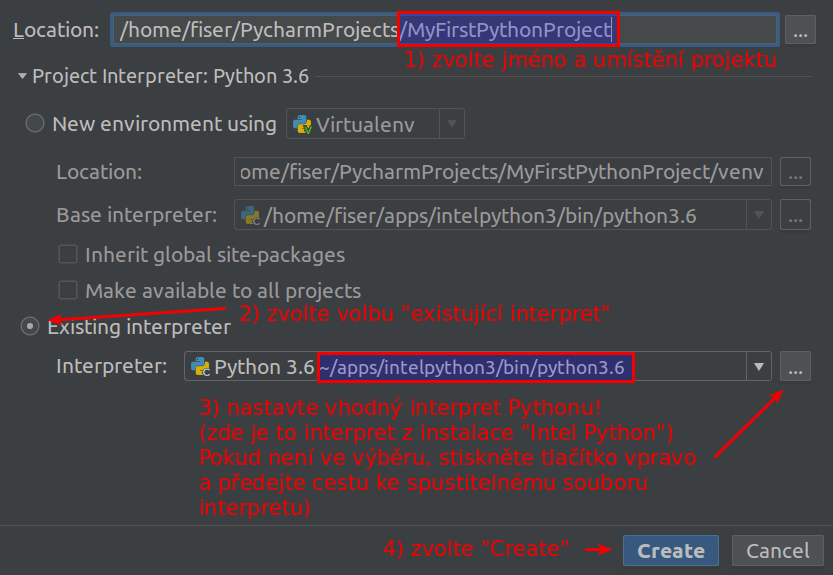 Location: /home/fiser/PycharmProjects/MyFirstPythonProject ...
1) zvolte jméno a umístění projektu
Project Interpreter: Python 3.6
New environment using Virtualenv
Location: ome/fiser/PycharmProjects/MyFirstPythonProject/venv ...
Base interpreter: /home/fiser/apps/intelpython3/bin/python3.6 ...
Inherit global site-packages
Make available to all projects
2) zvolte volbu "existující interpret"
Existing interpreter
Interpreter: Python 3.6 ~/apps/intelpython3/bin/python3.6 ...
3) nastavte vhodný interpret Pythonu!
(zde je to interpret z instalace "Intel Python")
Pokud není ve výběru, stiskněte tlačítko vpravo
a předejte cestu ke spustitelnému souboru
interpretu)
4) zvolte "Create" Create Cancel